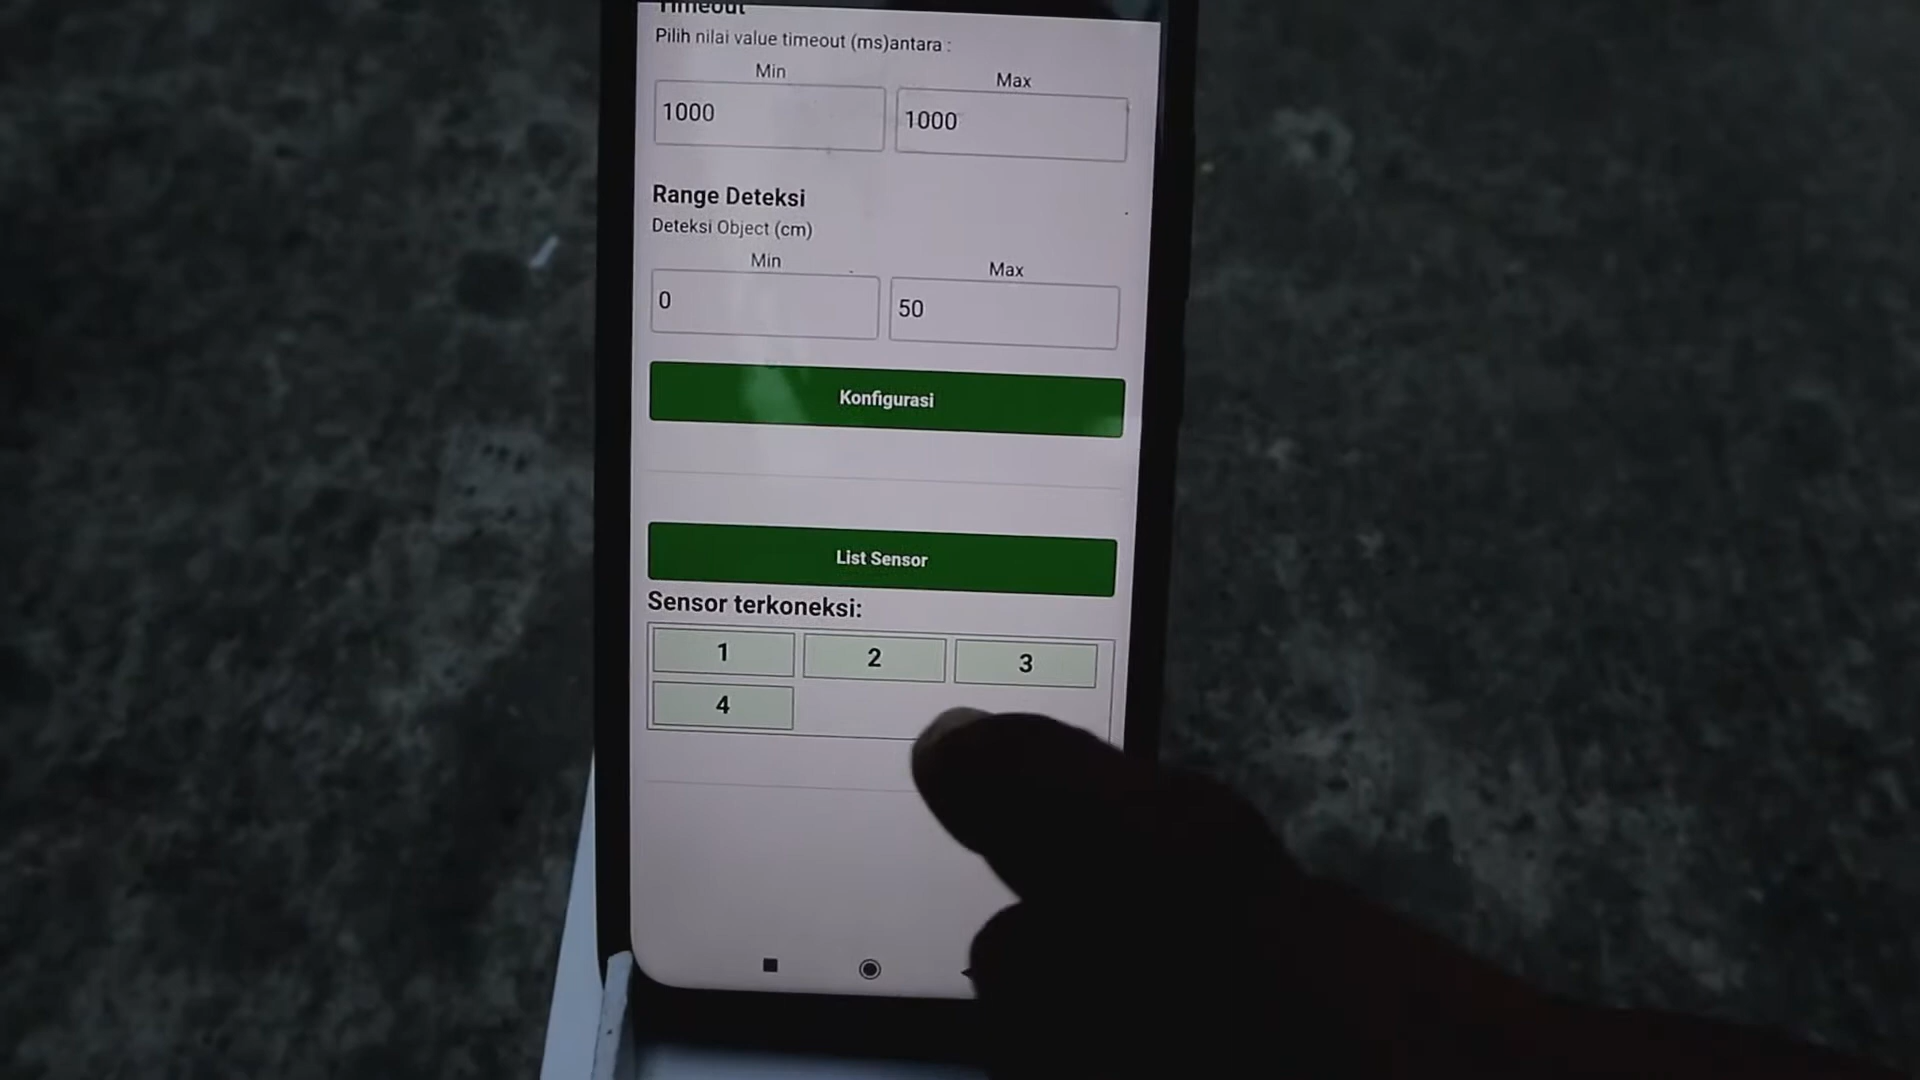 Timeout
Pilih nilai value timeout (ms)antara :
Min
Max
1000
1000
Range Deteksi
Deteksi Object (cm)
Min
Max
0
50
Konfigurasi
List Sensor
Sensor terkoneksi:
1
2
3
4